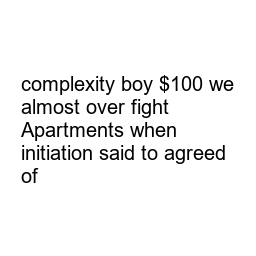 complexity boy $100 we
almost over fight
Apartments when
initiation said to agreed
of